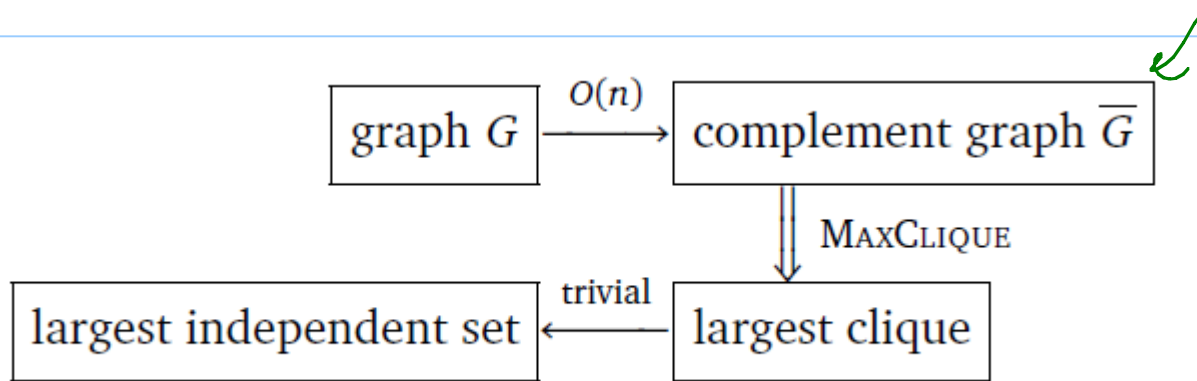 O(n)
graph G
complement graph G̅
MAXCLIQUE
trivial
largest independent set
largest clique